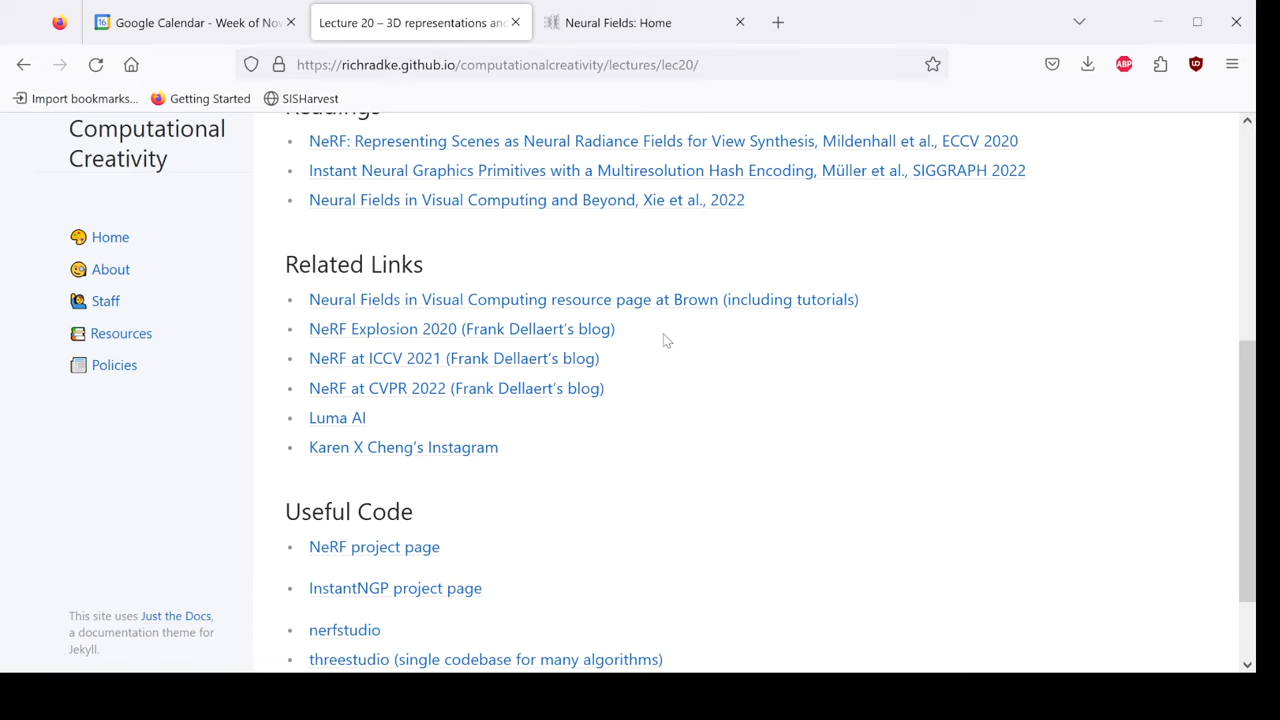 Google Calendar - Week of Nov
Lecture 20 – 3D representations and
Neural Fields: Home
https://richradke.github.io/computationalcreativity/lectures/lec20/
Import bookmarks...
Getting Started
SISHarvest
Computational
Creativity
Home
About
Staff
Resources
Policies
This site uses Just the Docs,
a documentation theme for
Jekyll.
Readings
NeRF: Representing Scenes as Neural Radiance Fields for View Synthesis, Mildenhall et al., ECCV 2020
Instant Neural Graphics Primitives with a Multiresolution Hash Encoding, Müller et al., SIGGRAPH 2022
Neural Fields in Visual Computing and Beyond, Xie et al., 2022
Related Links
Neural Fields in Visual Computing resource page at Brown (including tutorials)
NeRF Explosion 2020 (Frank Dellaert's blog)
NeRF at ICCV 2021 (Frank Dellaert's blog)
NeRF at CVPR 2022 (Frank Dellaert's blog)
Luma AI
Karen X Cheng's Instagram
Useful Code
NeRF project page
InstantNGP project page
nerfstudio
threestudio (single codebase for many algorithms)